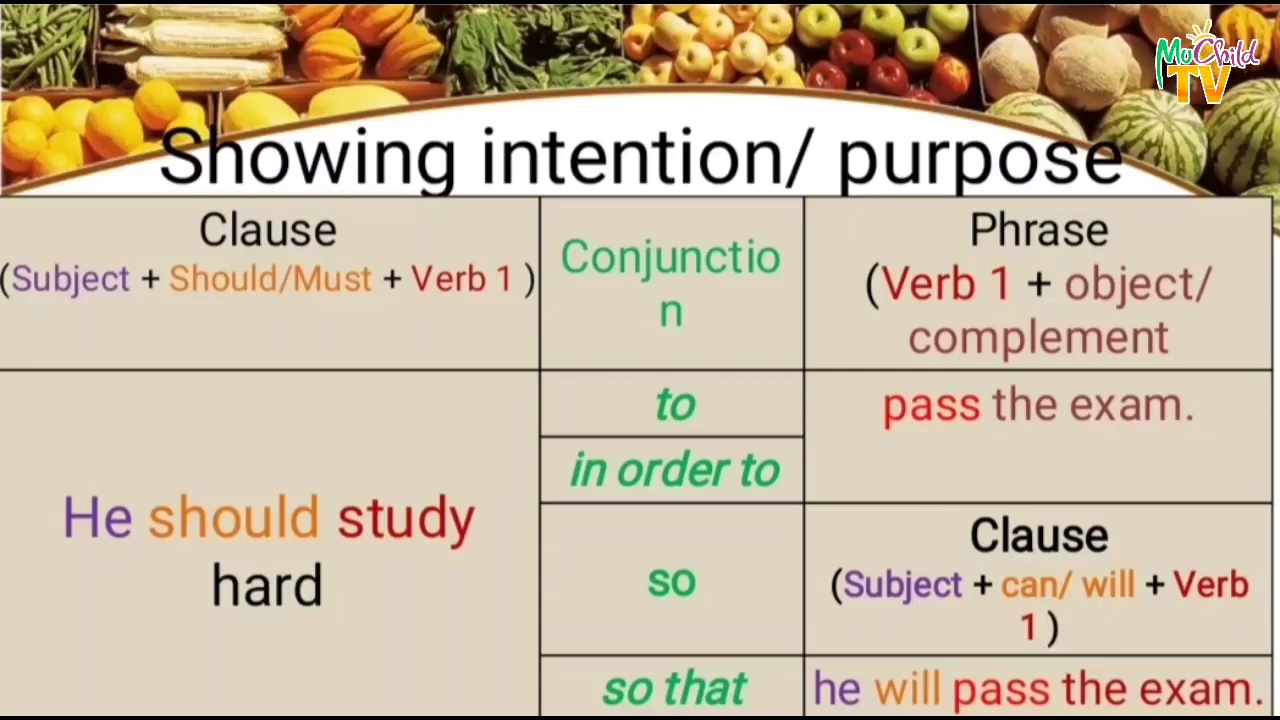 MoChild
TV
Showing intention/ purpose
Clause
(Subject + Should/Must + Verb 1 )
Conjunctio
n
Phrase
(Verb 1 + object/
complement
He should study
hard
to
pass the exam.
in order to
so
Clause
(Subject + can/ will + Verb
1 )
so that
he will pass the exam.